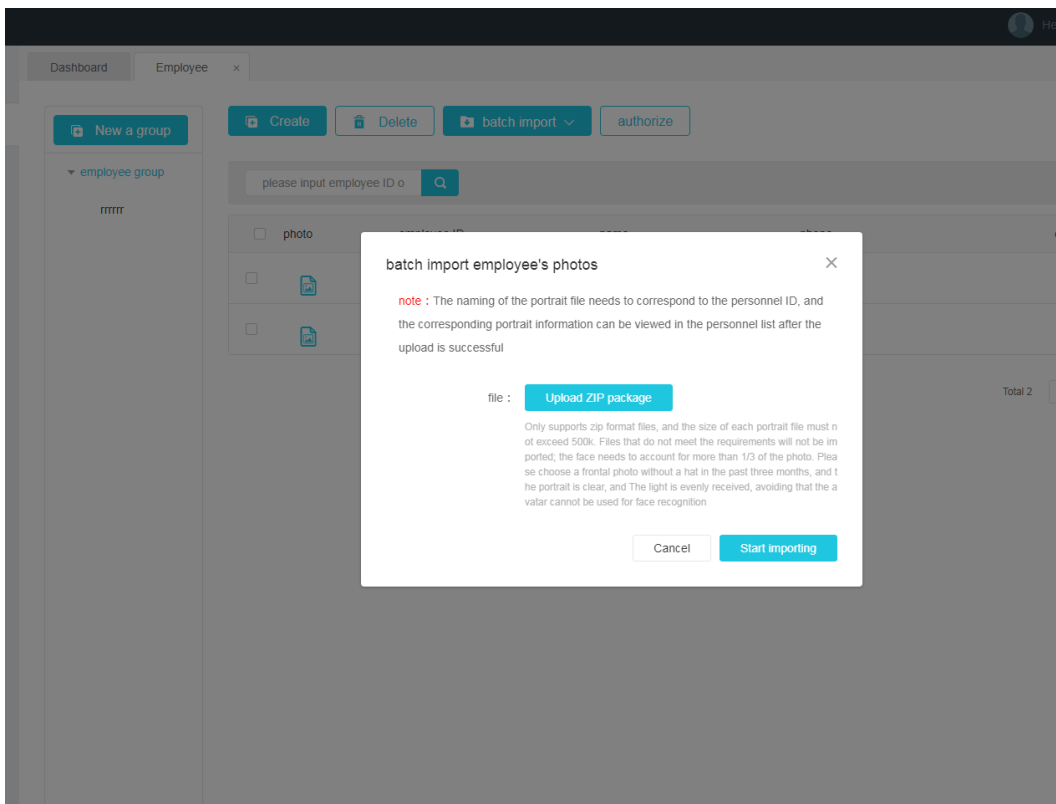 He
Dashboard Employee ×
New a group
Create Delete batch import authorize
employee group
please input employee ID o
rrrrrr
photo employee ID name phone
batch import employee's photos
note：The naming of the portrait file needs to correspond to the personnel ID, and
the corresponding portrait information can be viewed in the personnel list after the
upload is successful
file： Upload ZIP package
Only supports zip format files, and the size of each portrait file must n
ot exceed 500k. Files that do not meet the requirements will not be im
ported; the face needs to account for more than 1/3 of the photo. Plea
se choose a frontal photo without a hat in the past three months, and t
he portrait is clear, and The light is evenly received, avoiding that the a
vatar cannot be used for face recognition
Total 2
Cancel Start importing